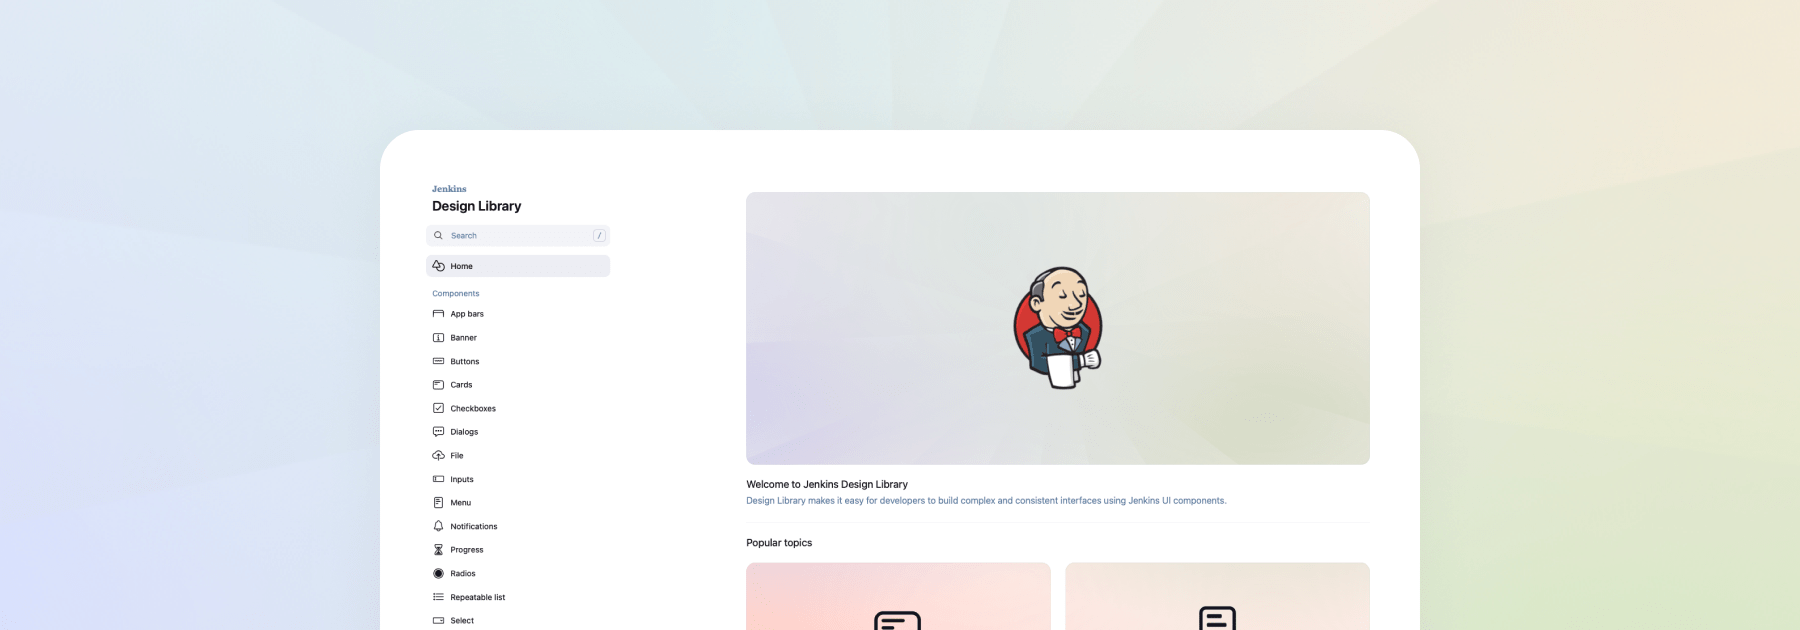 Jenkins
Design Library
Search /
Home
Components
App bars
Banner
Buttons
Cards
Checkboxes
Dialogs
File
Inputs
Menu
Notifications
Progress
Radios
Repeatable list
Select
Welcome to Jenkins Design Library
Design Library makes it easy for developers to build complex and consistent interfaces using Jenkins UI components.
Popular topics